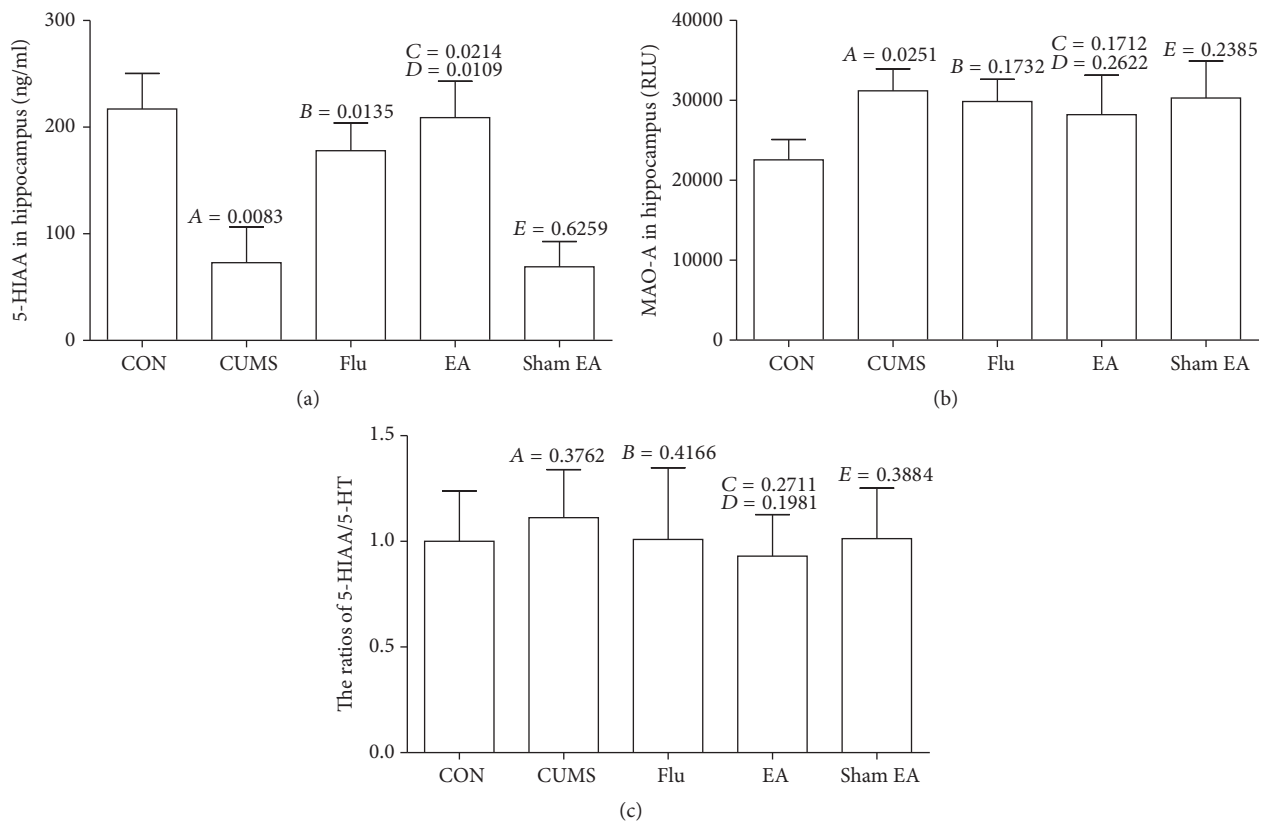 5-HIAA in hippocampus (ng/ml)
300
200
100
0
A = 0.0083
B = 0.0135
C = 0.0214
D = 0.0109
E = 0.6259
CON
CUMS
Flu
EA
Sham EA
(a)
MAO-A in hippocampus (RLU)
40000
30000
20000
10000
0
A = 0.0251
B = 0.1732
C = 0.1712
D = 0.2622
E = 0.2385
CON
CUMS
Flu
EA
Sham EA
(b)
The ratios of 5-HIAA/5-HT
1.5
1.0
0.5
0.0
A = 0.3762
B = 0.4166
C = 0.2711
D = 0.1981
E = 0.3884
CON
CUMS
Flu
EA
Sham EA
(c)